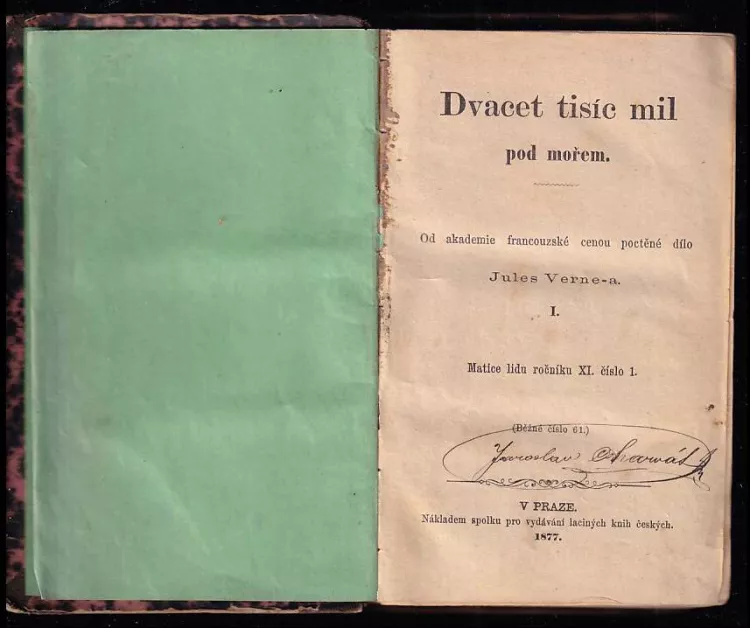 Dvacet tisíc mil
pod mořem.
Od akademie francouzské cenou poctěné dílo
Jules Verne-a.
I.
Matice lidu ročníku XI. číslo 1.
(Běžné číslo 61.)
Jaroslav
V PRAZE.
Nákladem spolku pro vydávání laciných knih českých.
1877.